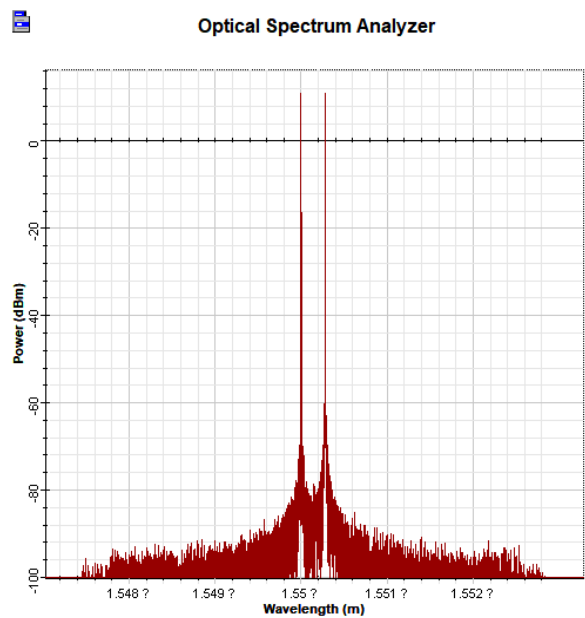 Optical Spectrum Analyzer
0
-20
-40
-60
-80
-100
Power (dBm)
1.548 ? 1.549 ? 1.55 ? 1.551 ? 1.552 ?
Wavelength (m)